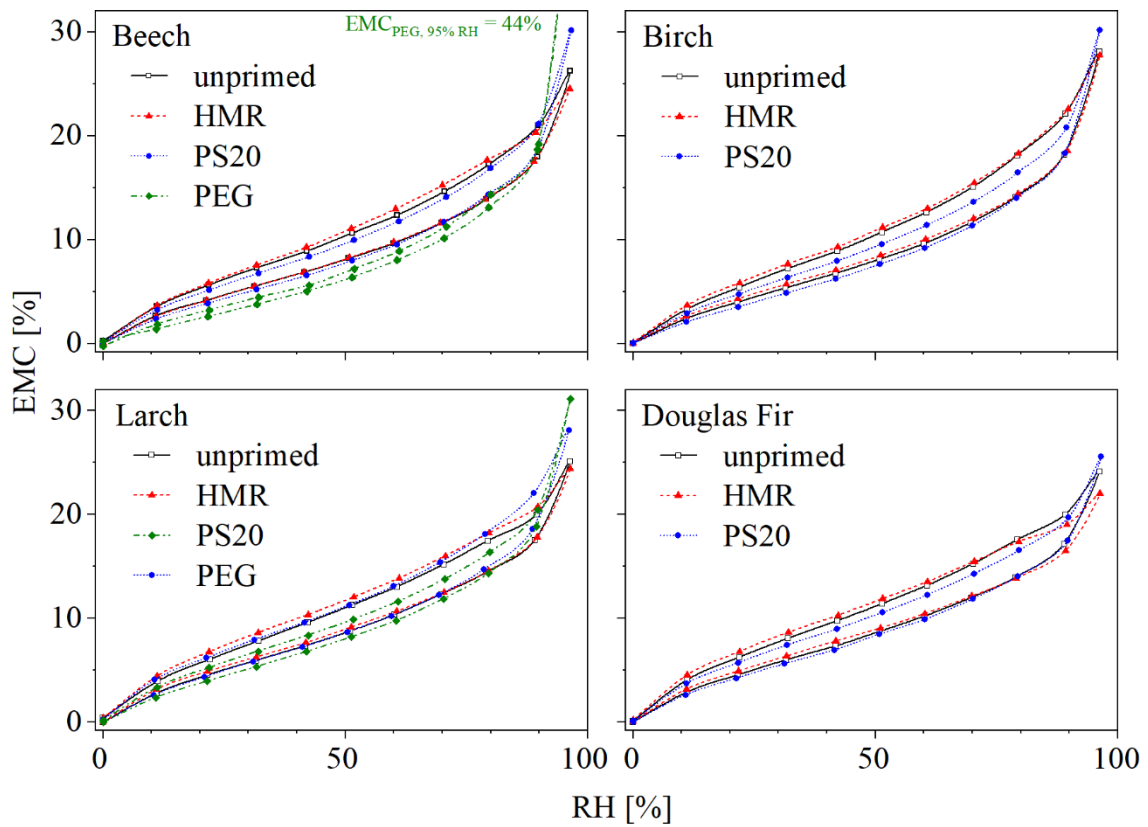 30
20
10
0
Beech
EMC PEG, 95% RH = 44%
unprimed
HMR
PS20
PEG
Birch
unprimed
HMR
PS20
EMC [%]
30
20
10
0
Larch
unprimed
HMR
PS20
PEG
Douglas Fir
unprimed
HMR
PS20
0
50
100
0
50
100
RH [%]